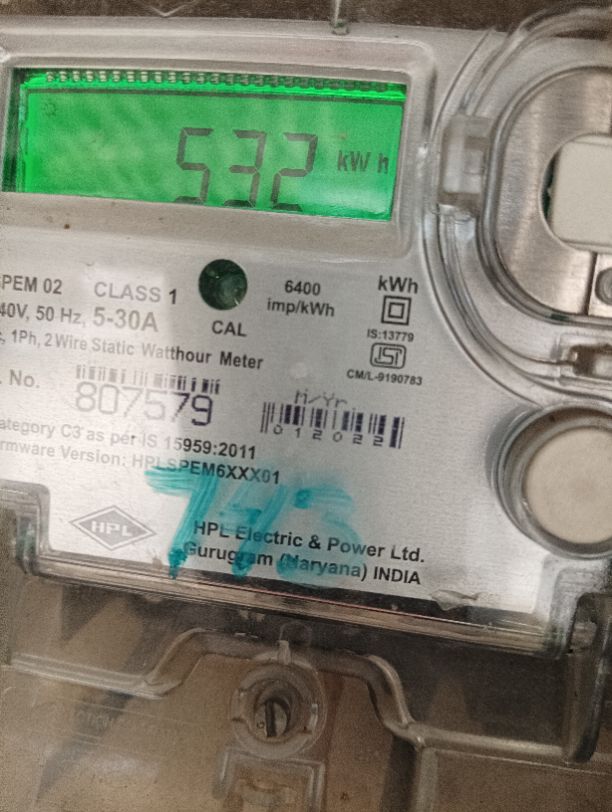 532 kWh
PEM 02 CLASS 1
6400
imp/kWh
kWh
40V, 50 Hz, 5-30A
CAL
IS:13779
1Ph, 2 Wire Static Watthour Meter
ISI
CM/L-9190783
. No.
807579
M/Yr
012022
ategory C3 as per IS 15959:2011
rmware Version: HPLSPEM6XXX01
HPL
HPL Electric & Power Ltd.
Gurugram (Haryana) INDIA